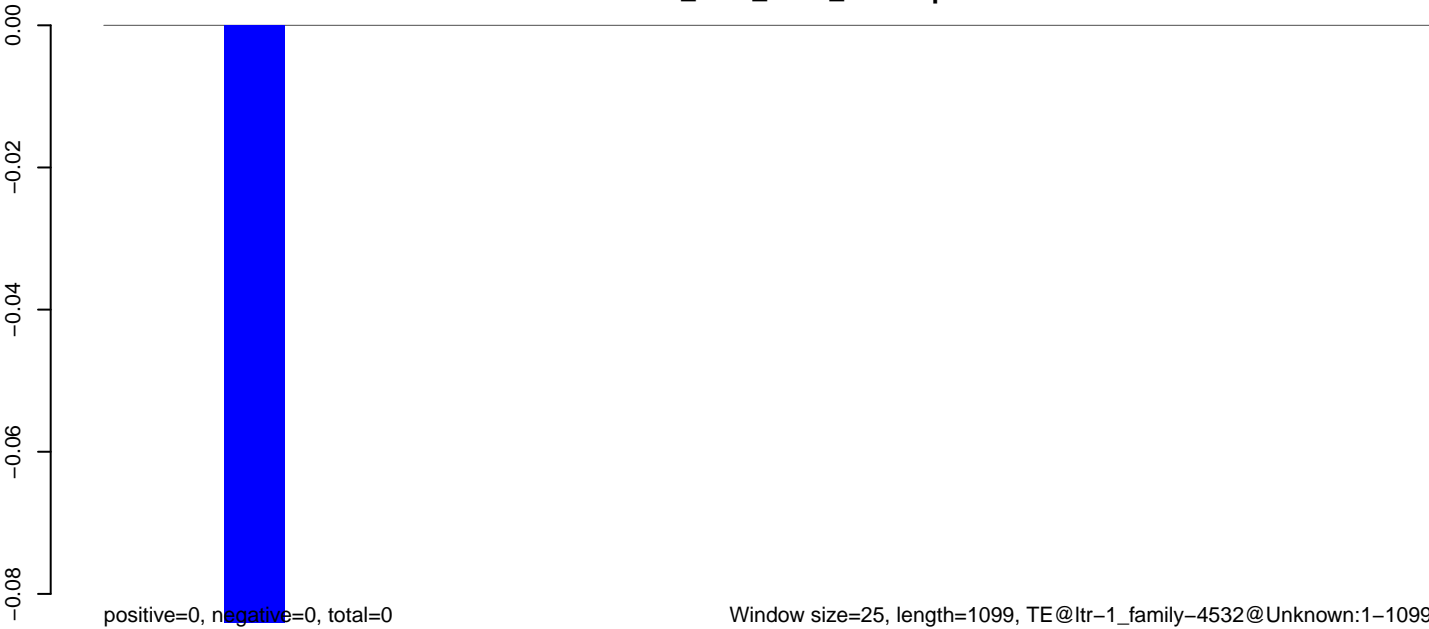 0.00
−0.02
−0.04
−0.06
−0.08
positive=0, negative=0, total=0
Window size=25, length=1099, TE@ltr−1_family−4532@Unknown:1−1099